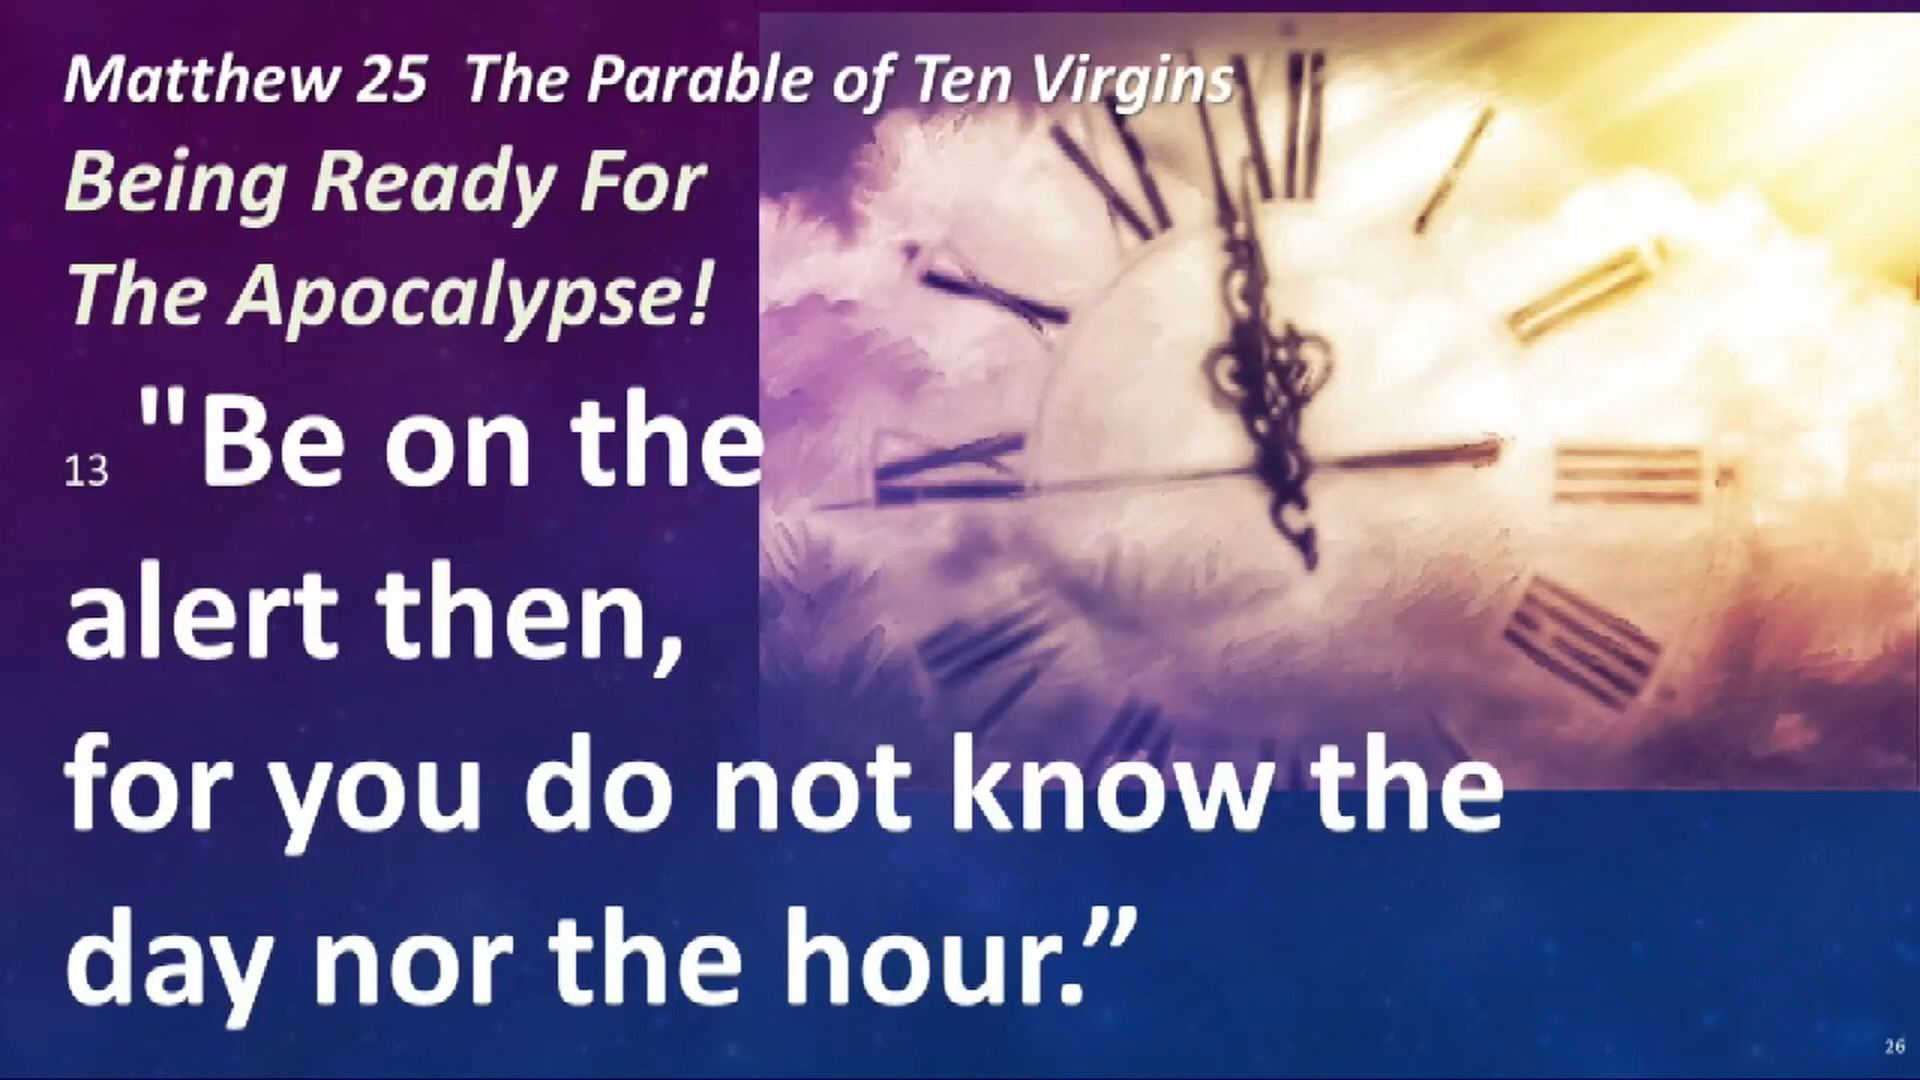 Matthew 25  The Parable of Ten Virgins
Being Ready For
The Apocalypse!
13 "Be on the
alert then,
for you do not know the
day nor the hour.”
26